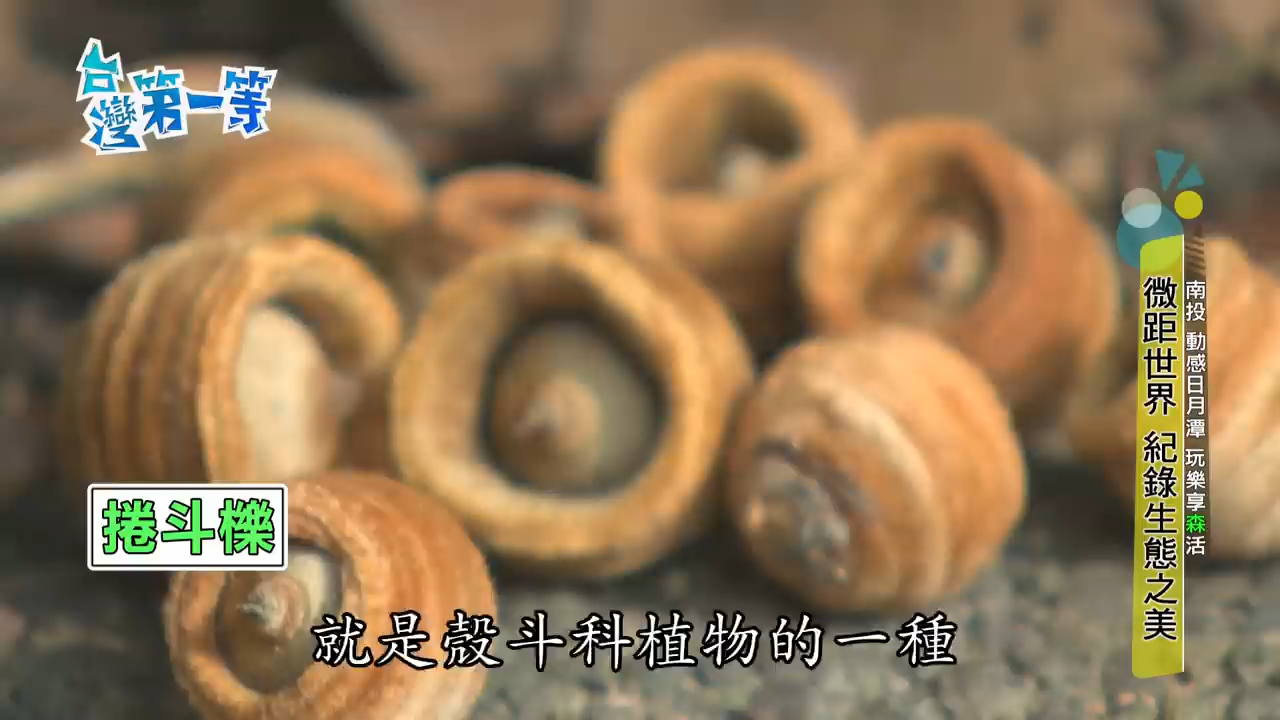 台灣第一等
南投 動感日月潭 玩樂享森活
微距世界 紀錄生態之美
捲斗櫟
就是殼斗科植物的一種